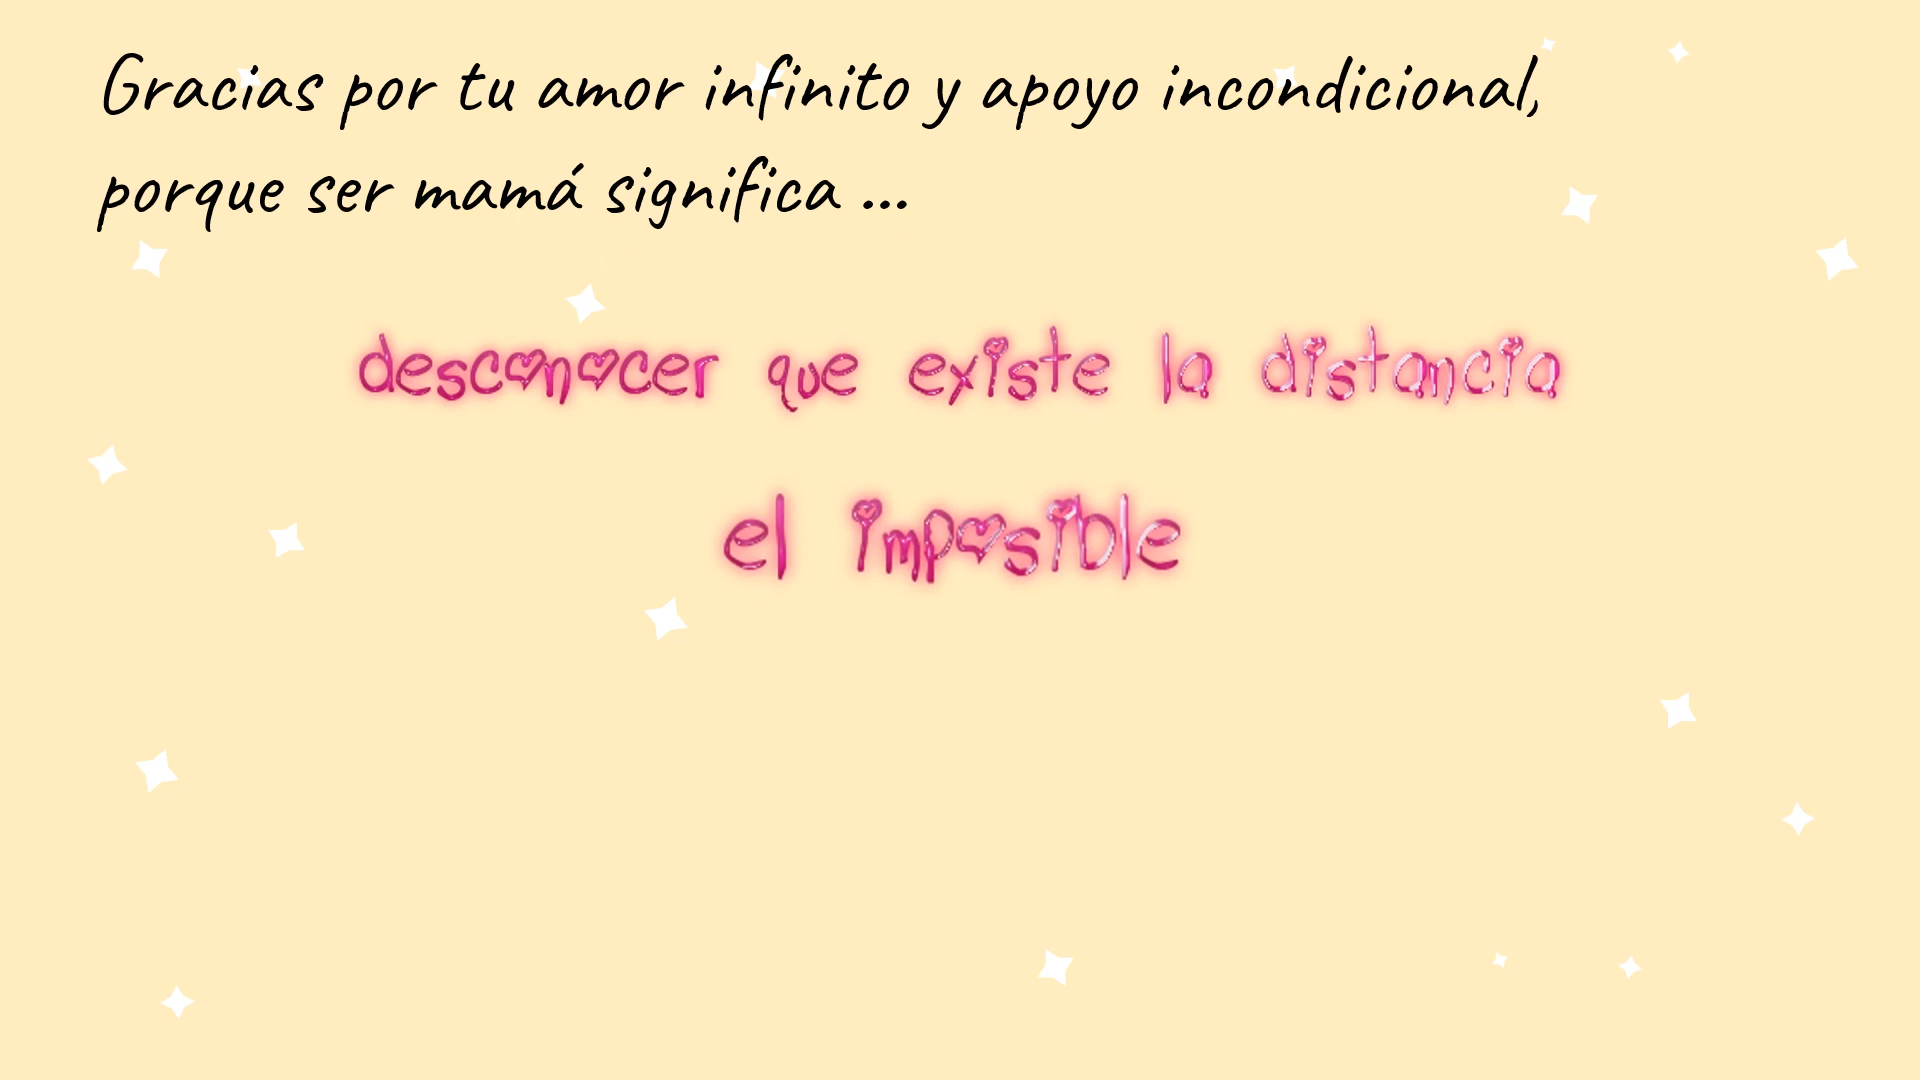 Gracias por tu amor infinito y apoyo incondicional,
porque ser mamá significa ...
desconocer que existe la distancia
el imposible